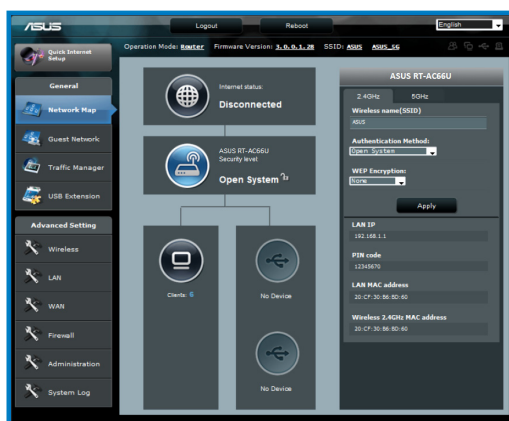 ASUS
Logout
Reboot
English
Quick Internet
Setup
Operation Mode: Router Firmware Version: 3.0.0.1.28 SSID: ASUS ASUS_5G
General
Network Map
Guest Network
Traffic Manager
USB Extension
Advanced Setting
Wireless
LAN
WAN
Firewall
Administration
System Log
Internet status:
Disconnected
ASUS RT-AC66U
Security level
Open System
Clients: 6
No Device
No Device
ASUS RT-AC66U
2.4GHz 5GHz
Wireless name(SSID)
ASUS
Authentication Method:
Open System
WEP Encryption:
None
Apply
LAN IP
192.168.1.1
PIN code
12345670
LAN MAC address
20:CF:30:B6:BD:60
Wireless 2.4GHz MAC address
20:CF:30:B6:BD:60